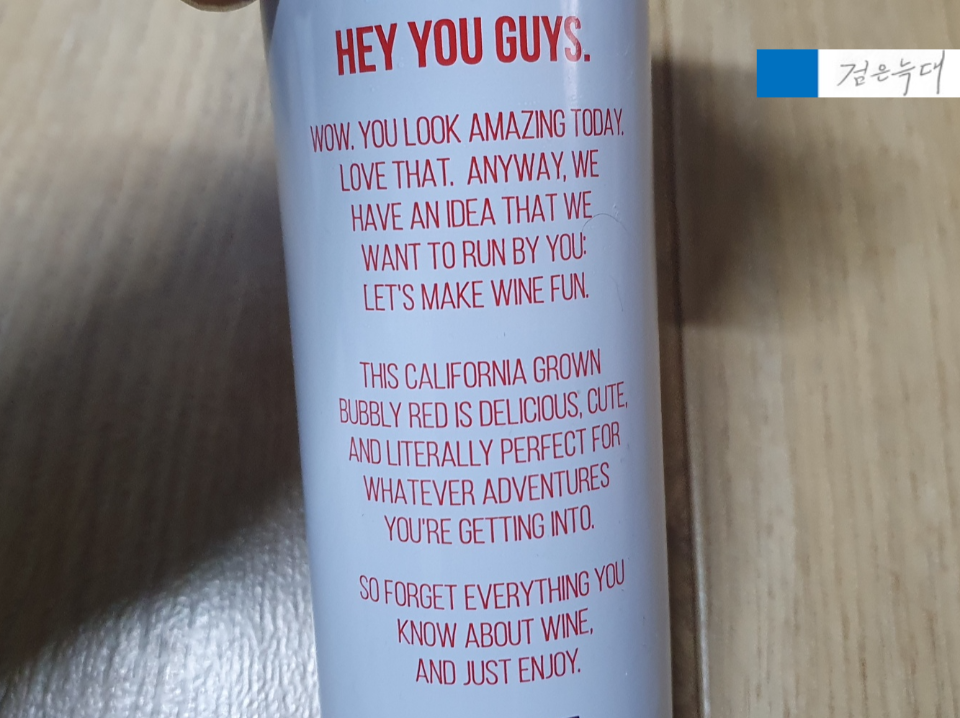 HEY YOU GUYS.
WOW. YOU LOOK AMAZING TODAY.
LOVE THAT. ANYWAY, WE
HAVE AN IDEA THAT WE
WANT TO RUN BY YOU:
LET'S MAKE WINE FUN.
THIS CALIFORNIA GROWN
BUBBLY RED IS DELICIOUS, CUTE,
AND LITERALLY PERFECT FOR
WHATEVER ADVENTURES
YOU'RE GETTING INTO.
SO FORGET EVERYTHING YOU
KNOW ABOUT WINE,
AND JUST ENJOY.
검은늑대